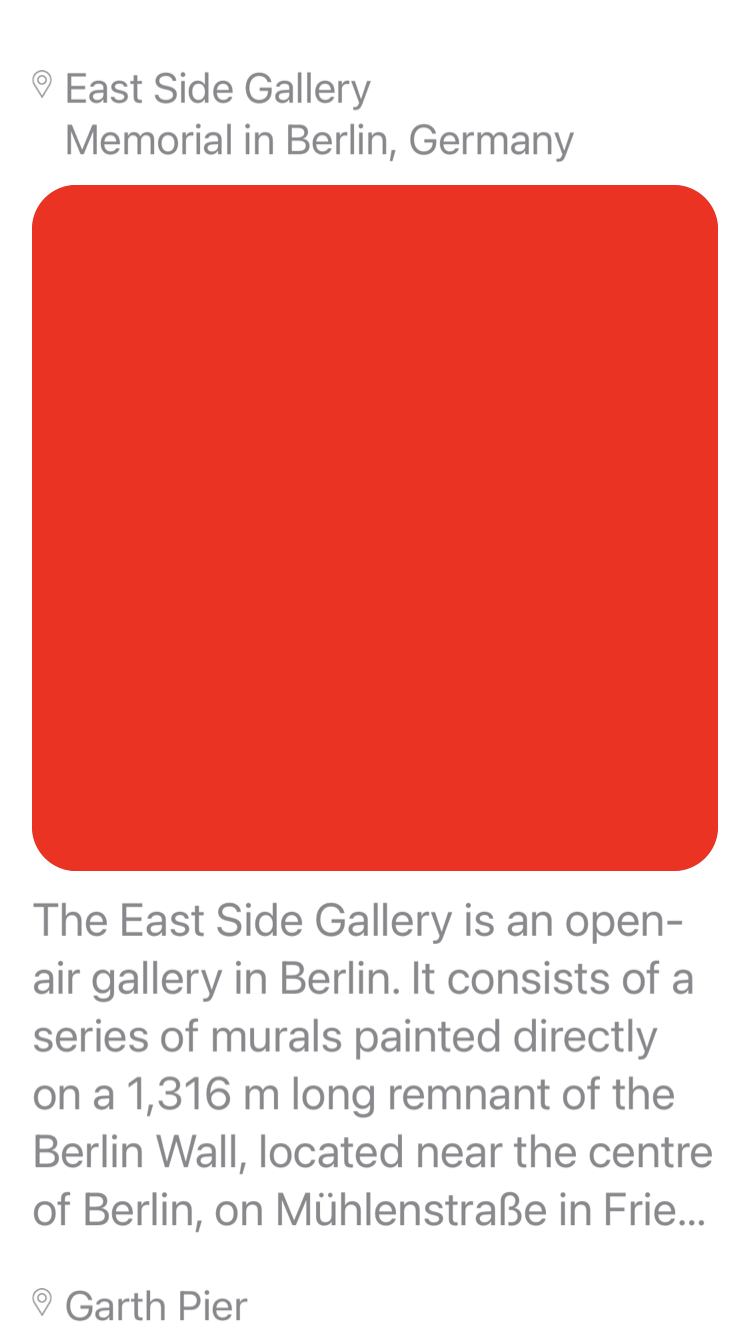 East Side Gallery
Memorial in Berlin, Germany
The East Side Gallery is an open-
air gallery in Berlin. It consists of a
series of murals painted directly
on a 1,316 m long remnant of the
Berlin Wall, located near the centre
of Berlin, on Mühlenstraße in Frie...
Garth Pier